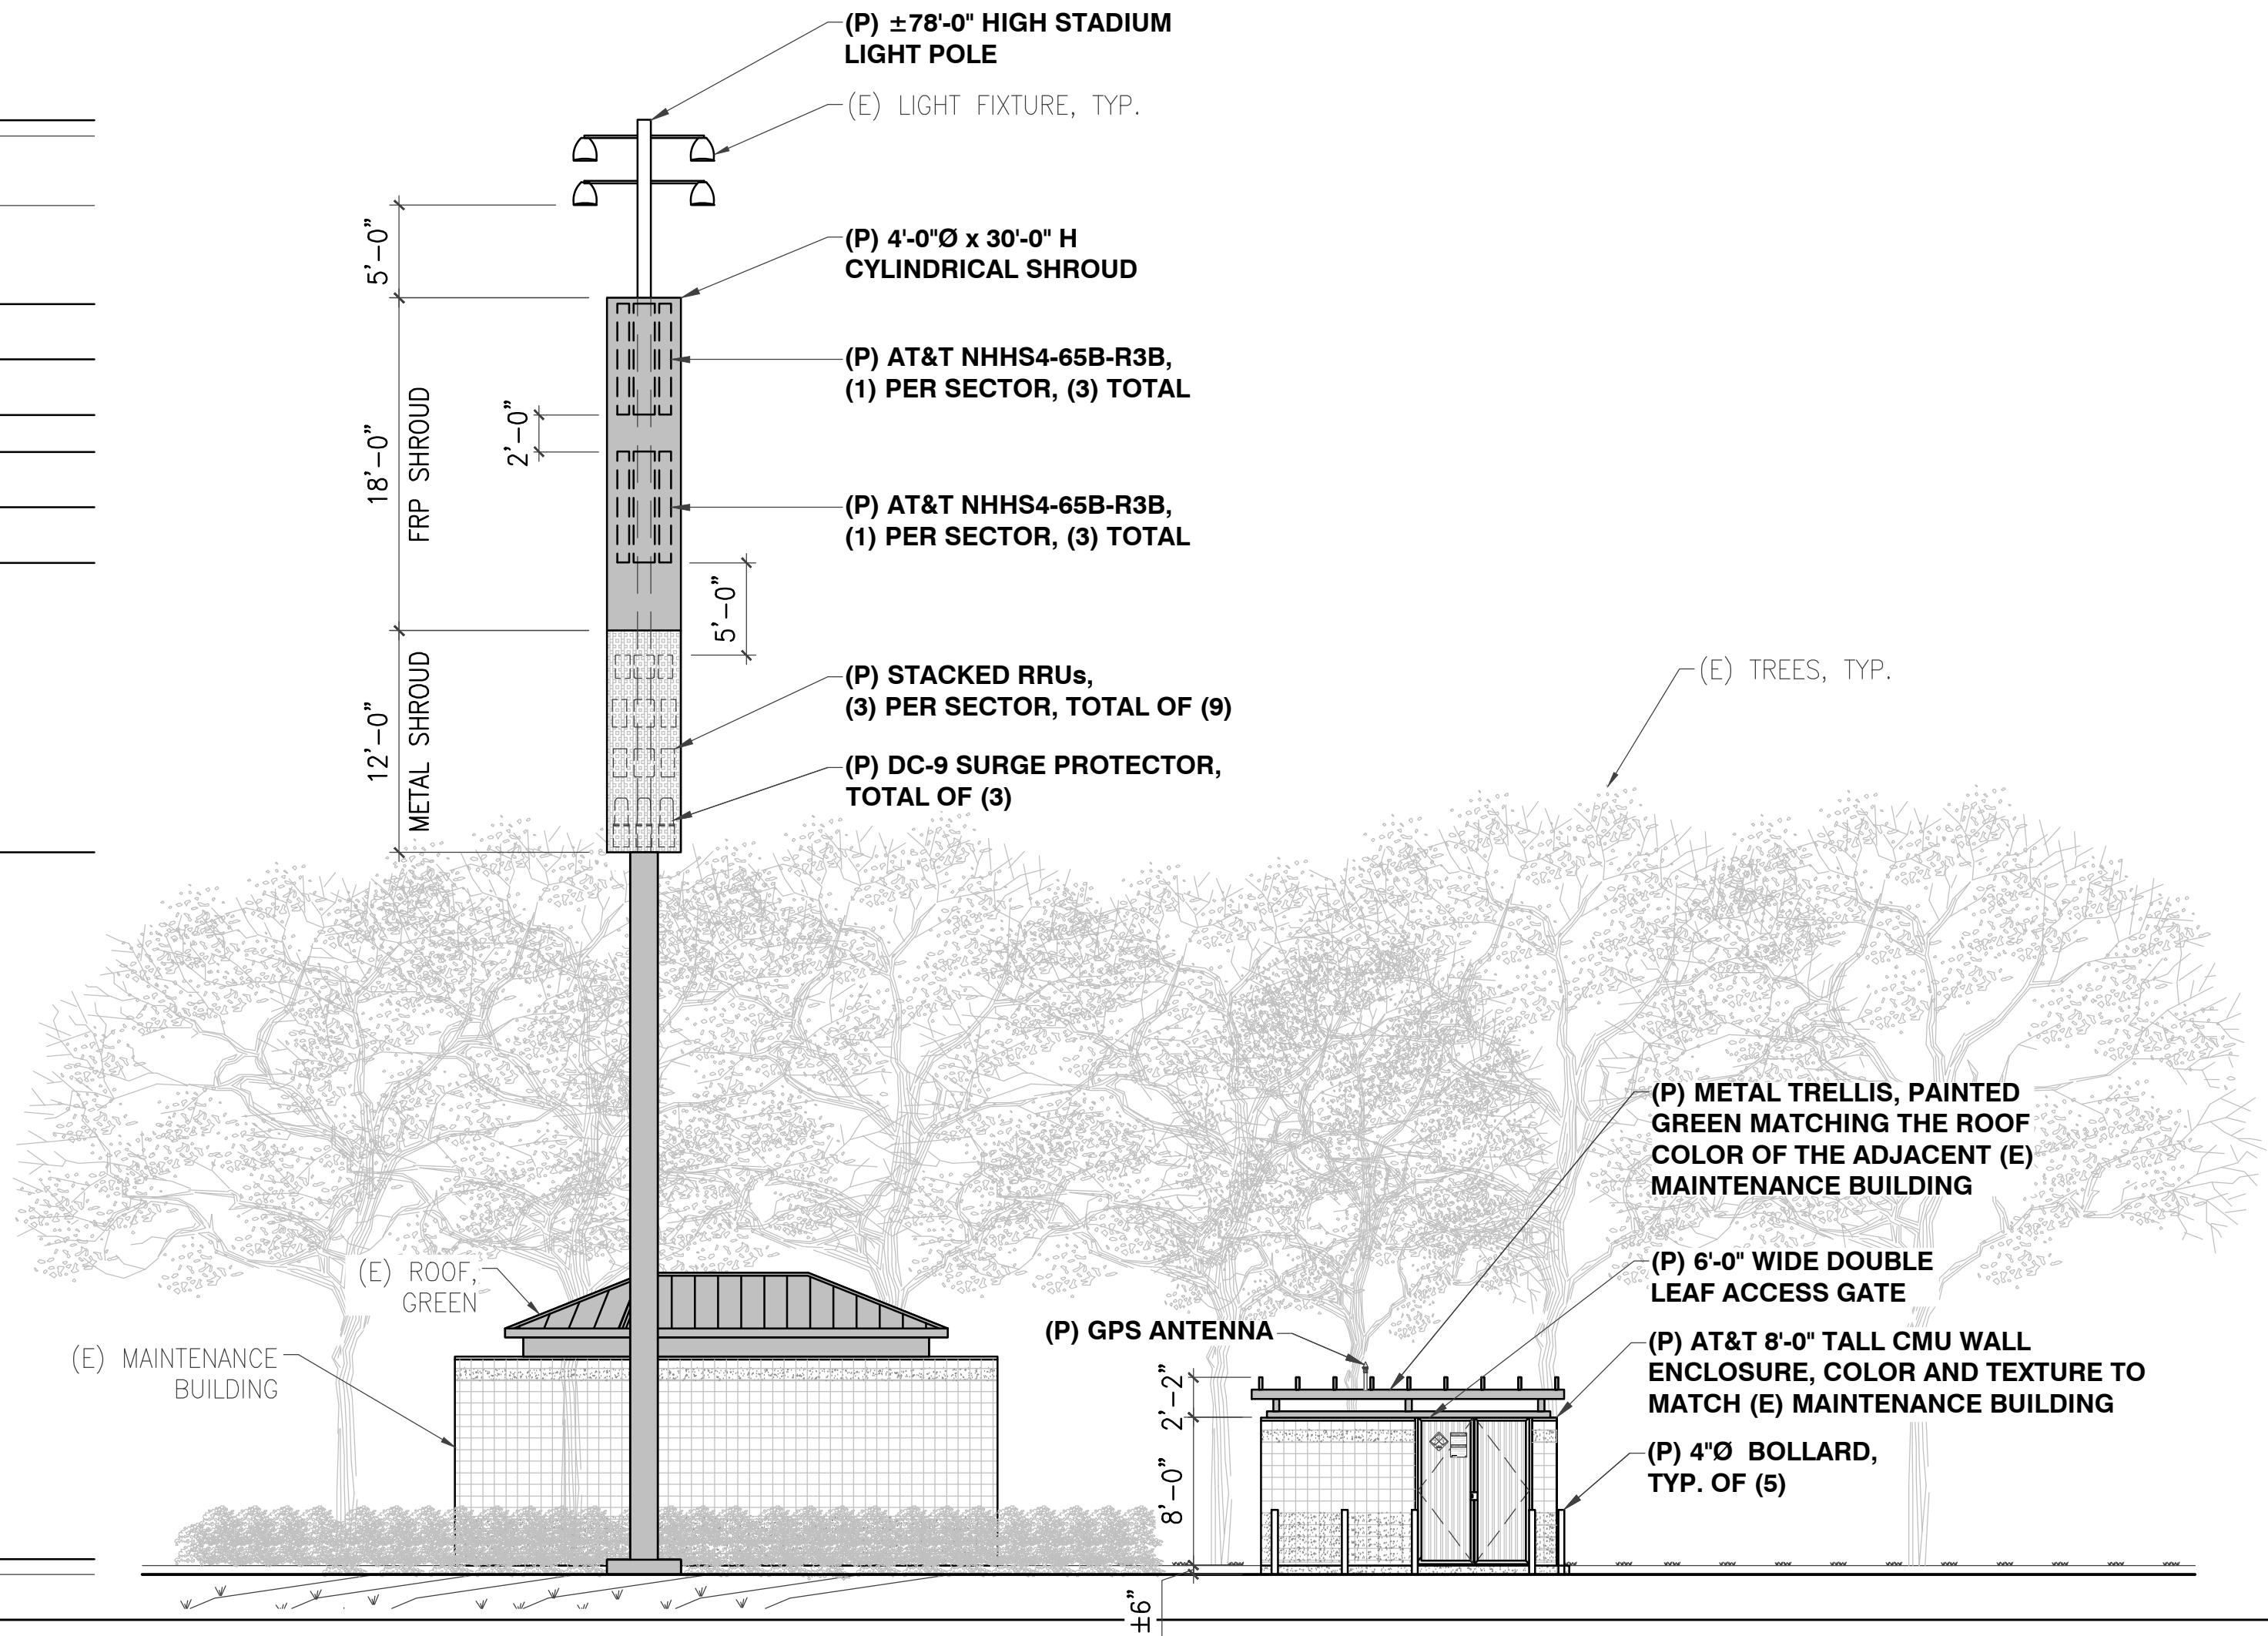 (P) ±78'-0" HIGH STADIUM
LIGHT POLE
(E) LIGHT FIXTURE, TYP.
5'-0"
(P) 4'-0"Ø x 30'-0" H
CYLINDRICAL SHROUD
18'-0"
FRP SHROUD
2'-0"
(P) AT&T NHHS4-65B-R3B,
(1) PER SECTOR, (3) TOTAL
(P) AT&T NHHS4-65B-R3B,
(1) PER SECTOR, (3) TOTAL
5'-0"
12'-0"
METAL SHROUD
(P) STACKED RRUs,
(3) PER SECTOR, TOTAL OF (9)
(P) DC-9 SURGE PROTECTOR,
TOTAL OF (3)
(E) TREES, TYP.
(P) METAL TRELLIS, PAINTED
GREEN MATCHING THE ROOF
COLOR OF THE ADJACENT (E)
MAINTENANCE BUILDING
(E) ROOF,
GREEN
(P) 6'-0" WIDE DOUBLE
LEAF ACCESS GATE
(P) GPS ANTENNA
(E) MAINTENANCE
BUILDING
(P) AT&T 8'-0" TALL CMU WALL
ENCLOSURE, COLOR AND TEXTURE TO
MATCH (E) MAINTENANCE BUILDING
2'-2"
8'-0"
(P) 4"Ø BOLLARD,
TYP. OF (5)
±6"